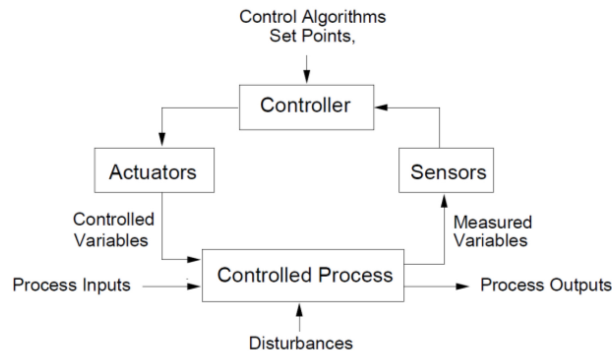 Control Algorithms
Set Points,
Controller
Actuators
Sensors
Controlled
Variables
Measured
Variables
Controlled Process
Process Inputs
Process Outputs
Disturbances